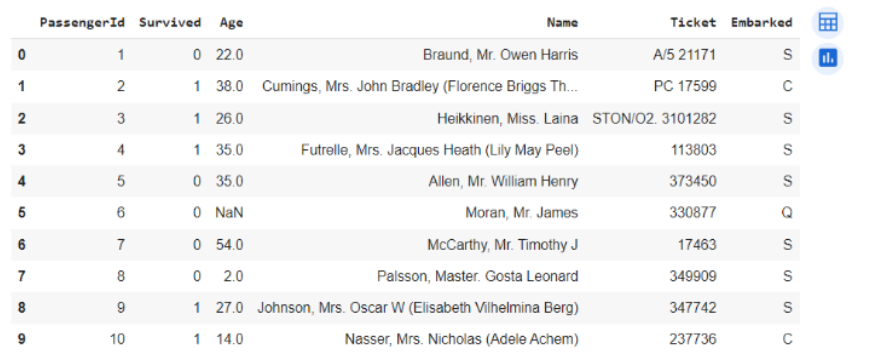 PassengerId Survived Age Name Ticket Embarked
0 1 0 22.0 Braund, Mr. Owen Harris A/5 21171 S
1 2 1 38.0 Cumings, Mrs. John Bradley (Florence Briggs Th... PC 17599 C
2 3 1 26.0 Heikkinen, Miss. Laina STON/O2. 3101282 S
3 4 1 35.0 Futrelle, Mrs. Jacques Heath (Lily May Peel) 113803 S
4 5 0 35.0 Allen, Mr. William Henry 373450 S
5 6 0 NaN Moran, Mr. James 330877 Q
6 7 0 54.0 McCarthy, Mr. Timothy J 17463 S
7 8 0 2.0 Palsson, Master. Gosta Leonard 349909 S
8 9 1 27.0 Johnson, Mrs. Oscar W (Elisabeth Vilhelmina Berg) 347742 S
9 10 1 14.0 Nasser, Mrs. Nicholas (Adele Achem) 237736 C